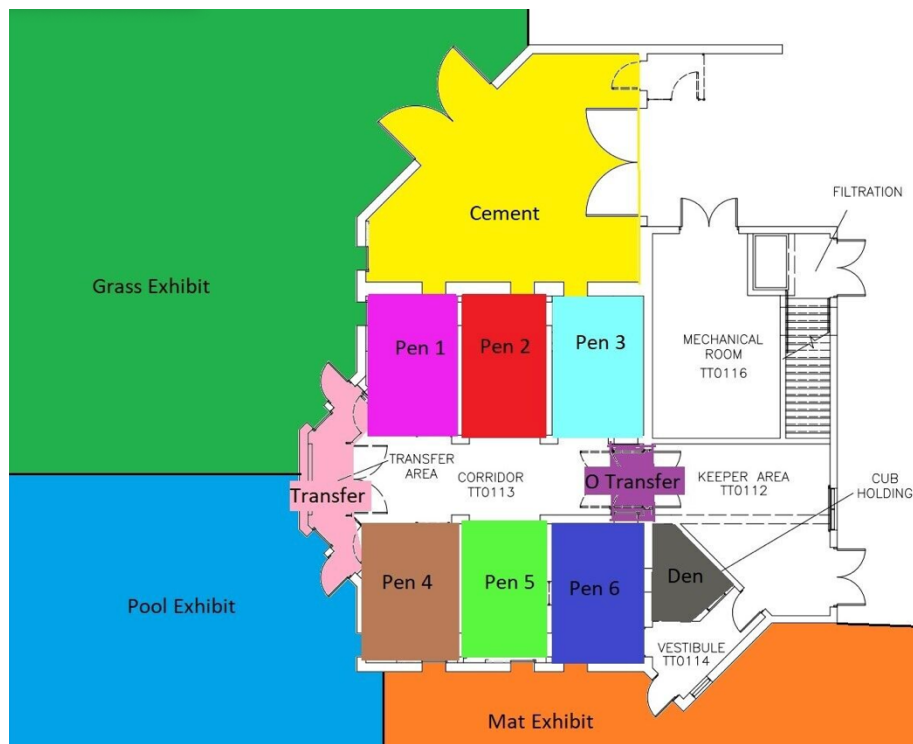 Cement
FILTRATION
Grass Exhibit
Pen 1
Pen 2
Pen 3
MECHANICAL
ROOM
TT0116
TRANSFER
AREA
CORRIDOR
TT0113
Transfer
O Transfer
KEEPER AREA
TT0112
CUB
HOLDING
Pen 4
Pen 5
Pen 6
Den
Pool Exhibit
VESTIBULE
TT0114
Mat Exhibit